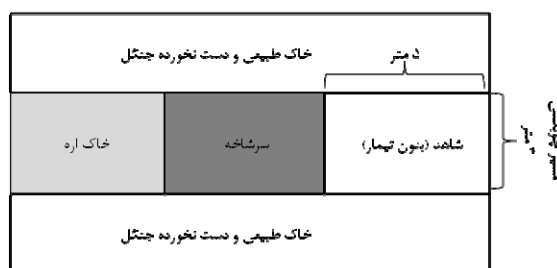 خاک طبیعی و دست نخورده جنگل
۵ متر
شاهد (بدون تیمار)
سرشاخه
خاک اره
خاک طبیعی و دست نخورده جنگل